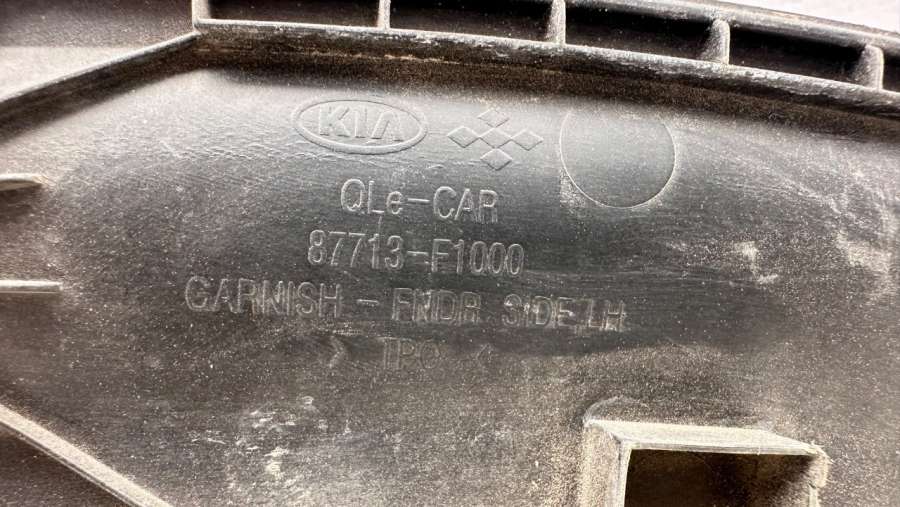 KIA
QLe-CAR
87713-F1000
GARNISH - FNDR SIDE,LH
> TPO <